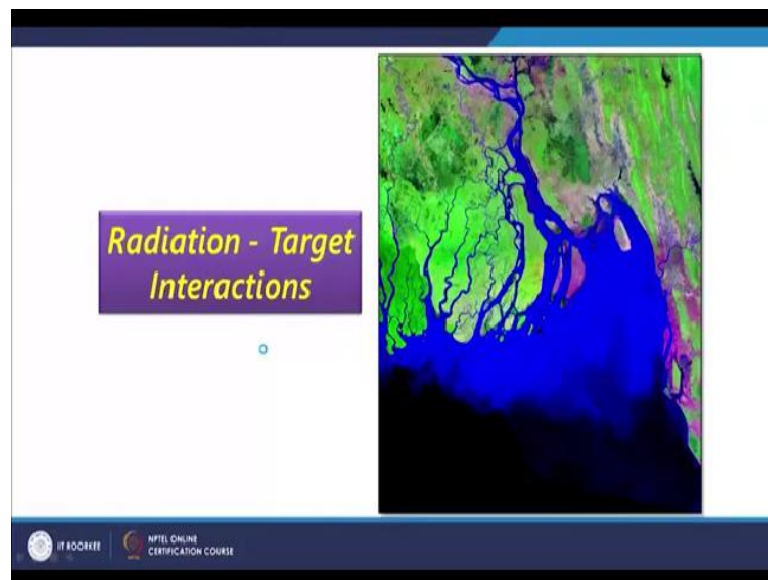 Radiation - Target
Interactions
IIT ROORKEE
NPTEL ONLINE
CERTIFICATION COURSE